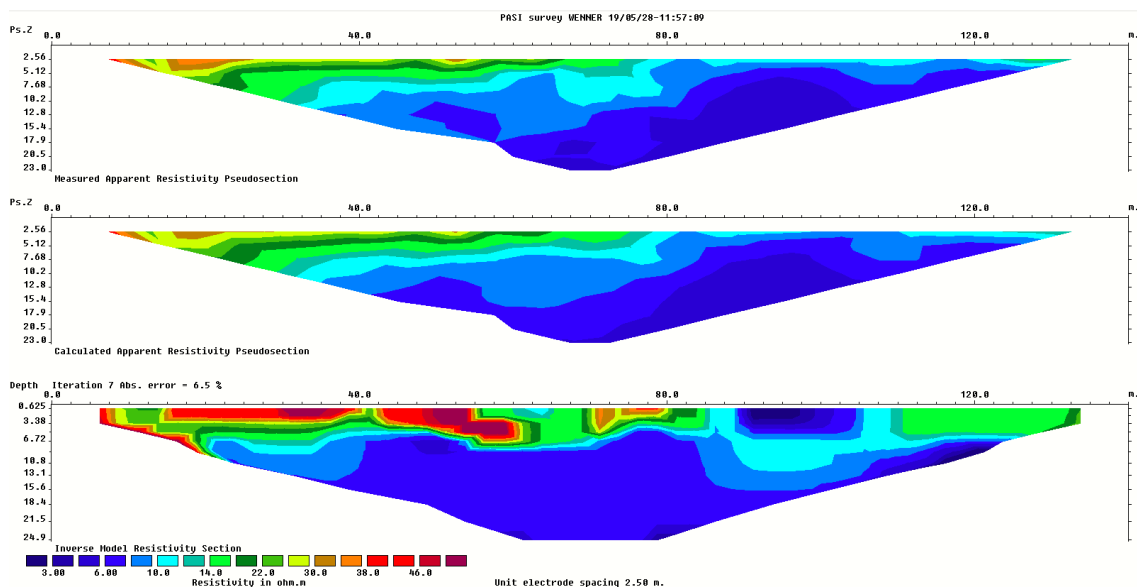 PASI survey WENNER 19/05/28-11:57:09
Ps.Z 0.0 40.0 80.0 120.0 m.
2.56
5.12
7.68
10.2
12.8
15.4
17.9
20.5
23.0
Measured Apparent Resistivity Pseudosection
Ps.Z 0.0 40.0 80.0 120.0 m.
2.56
5.12
7.68
10.2
12.8
15.4
17.9
20.5
23.0
Calculated Apparent Resistivity Pseudosection
Depth Iteration 7 Abs. error = 6.5 %
0.0 40.0 80.0 120.0 m.
0.625
3.38
6.72
10.8
13.1
15.6
18.4
21.5
24.9
Inverse Model Resistivity Section
3.00 6.00 10.0 14.0 22.0 30.0 38.0 46.0
Resistivity in ohm.m Unit electrode spacing 2.50 m.